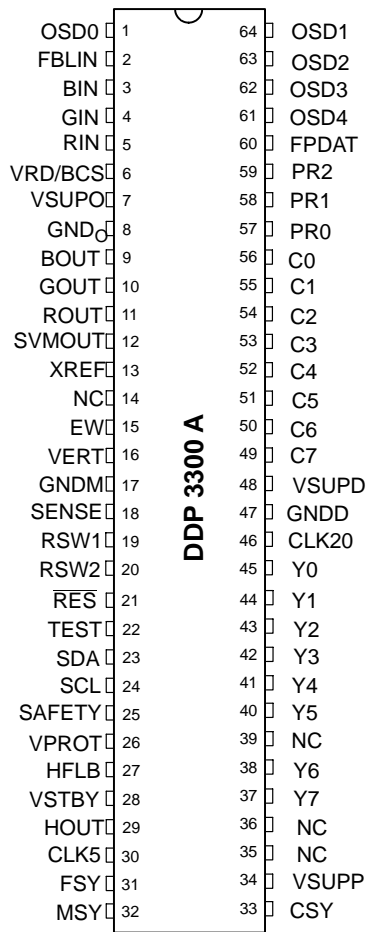 OSD0 1 64 OSD1
FBLIN 2 63 OSD2
BIN 3 62 OSD3
GIN 4 61 OSD4
RIN 5 60 FPDAT
VRD/BCS 6 59 PR2
VSUPO 7 58 PR1
GNDO 8 57 PR0
BOUT 9 56 C0
GOUT 10 55 C1
ROUT 11 54 C2
SVMOUT 12 53 C3
XREF 13 52 C4
NC 14 51 C5
EW 15 50 C6
VERT 16 49 C7
GNDM 17 48 VSUPD
SENSE 18 47 GNDD
RSW1 19 46 CLK20
RSW2 20 45 Y0
RES 21 44 Y1
TEST 22 43 Y2
SDA 23 42 Y3
SCL 24 41 Y4
SAFETY 25 40 Y5
VPROT 26 39 NC
HFLB 27 38 Y6
VSTBY 28 37 Y7
HOUT 29 36 NC
CLK5 30 35 NC
FSY 31 34 VSUPP
MSY 32 33 CSY
DDP 3300 A